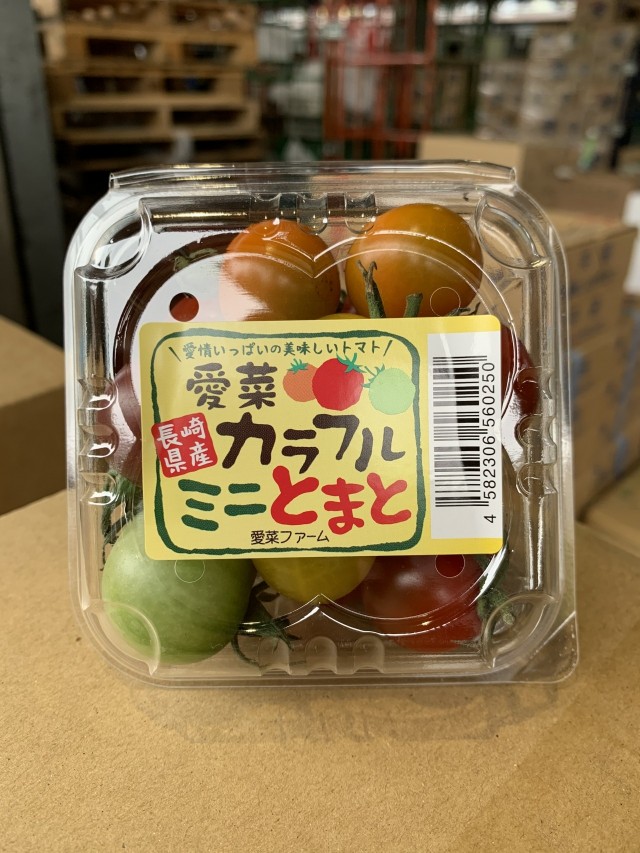 \愛情いっぱいの美味しいトマト/
愛菜
長崎
県産
カラフル
ミニとまと
愛菜ファーム
4 582306 560250